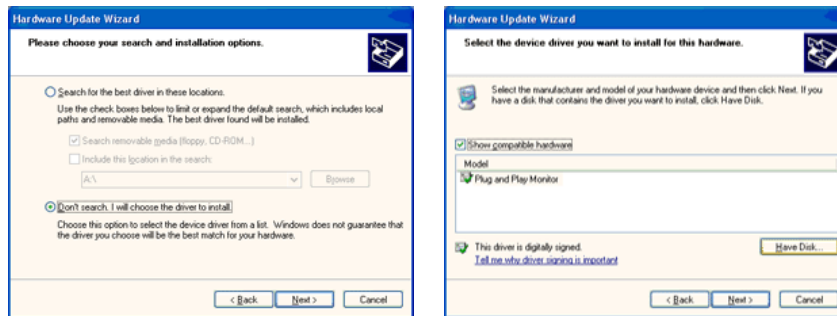 Hardware Update Wizard
Please choose your search and installation options.
Search for the best driver in these locations.
Use the check boxes below to limit or expand the default search, which includes local
paths and removable media. The best driver found will be installed.
Search removable media (floppy, CD-ROM...)
Include this location in the search:
A:\
Browse
Don't search. I will choose the driver to install.
Choose this option to select the device driver from a list. Windows does not guarantee that
the driver you choose will be the best match for your hardware.
< Back
Next >
Cancel
Hardware Update Wizard
Select the device driver you want to install for this hardware.
Select the manufacturer and model of your hardware device and then click Next. If you
have a disk that contains the driver you want to install, click Have Disk.
Show compatible hardware
Model
Plug and Play Monitor
This driver is digitally signed.
Tell me why driver signing is important
Have Disk...
< Back
Next >
Cancel